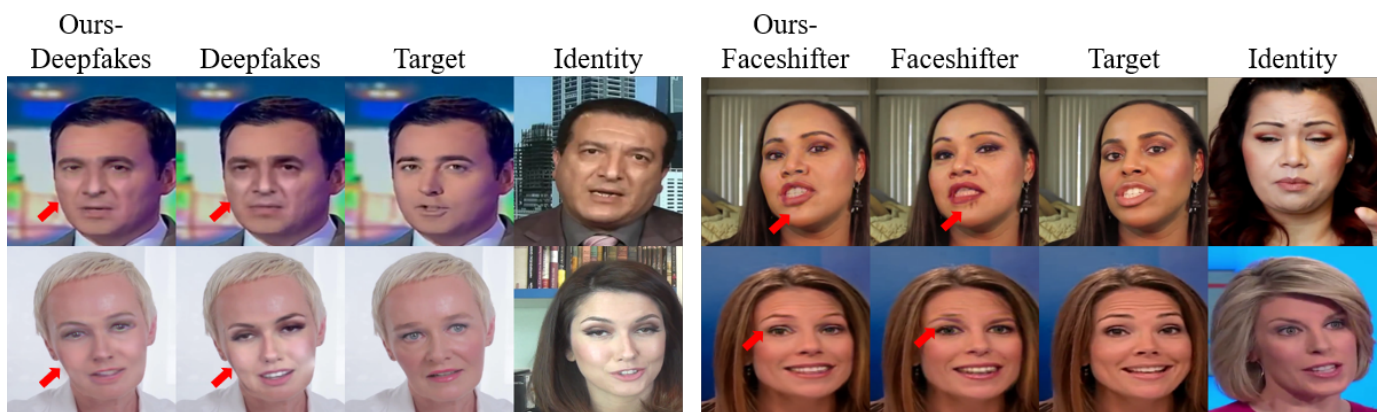 Ours-
Deepfakes Deepfakes Target Identity
Ours-
Faceshifter Faceshifter Target Identity